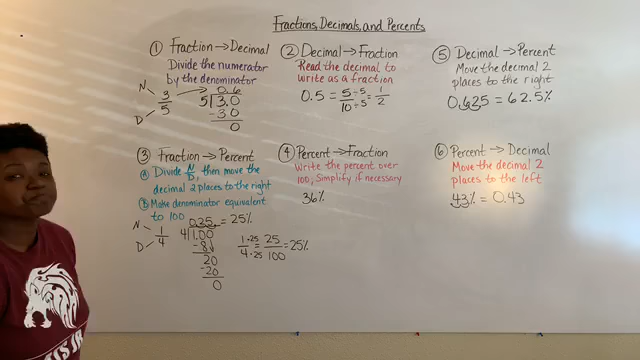 Fractions, Decimals, and Percents
① Fraction → Decimal
Divide the numerator
by the denominator
N
D
3/5
0.6
5 3.0
-30
0
② Decimal → Fraction
Read the decimal to
write as a fraction
0.5 = 5÷5/10÷5 = 1/2
③ Fraction → Percent
ⓐ Divide N/D, then move the
decimal 2 places to the right
ⓑ Make denominator equivalent
to 100
N
D
1/4
0.25 = 25%
4 1.00
-8
20
-20
0
1·25/4·25 = 25/100 = 25%
④ Percent → Fraction
Write the percent over
100, Simplify if necessary
36%
⑤ Decimal → Percent
Move the decimal 2
places to the right
0.625 = 62.5%
⑥ Percent → Decimal
Move the decimal 2
places to the left
43% = 0.43